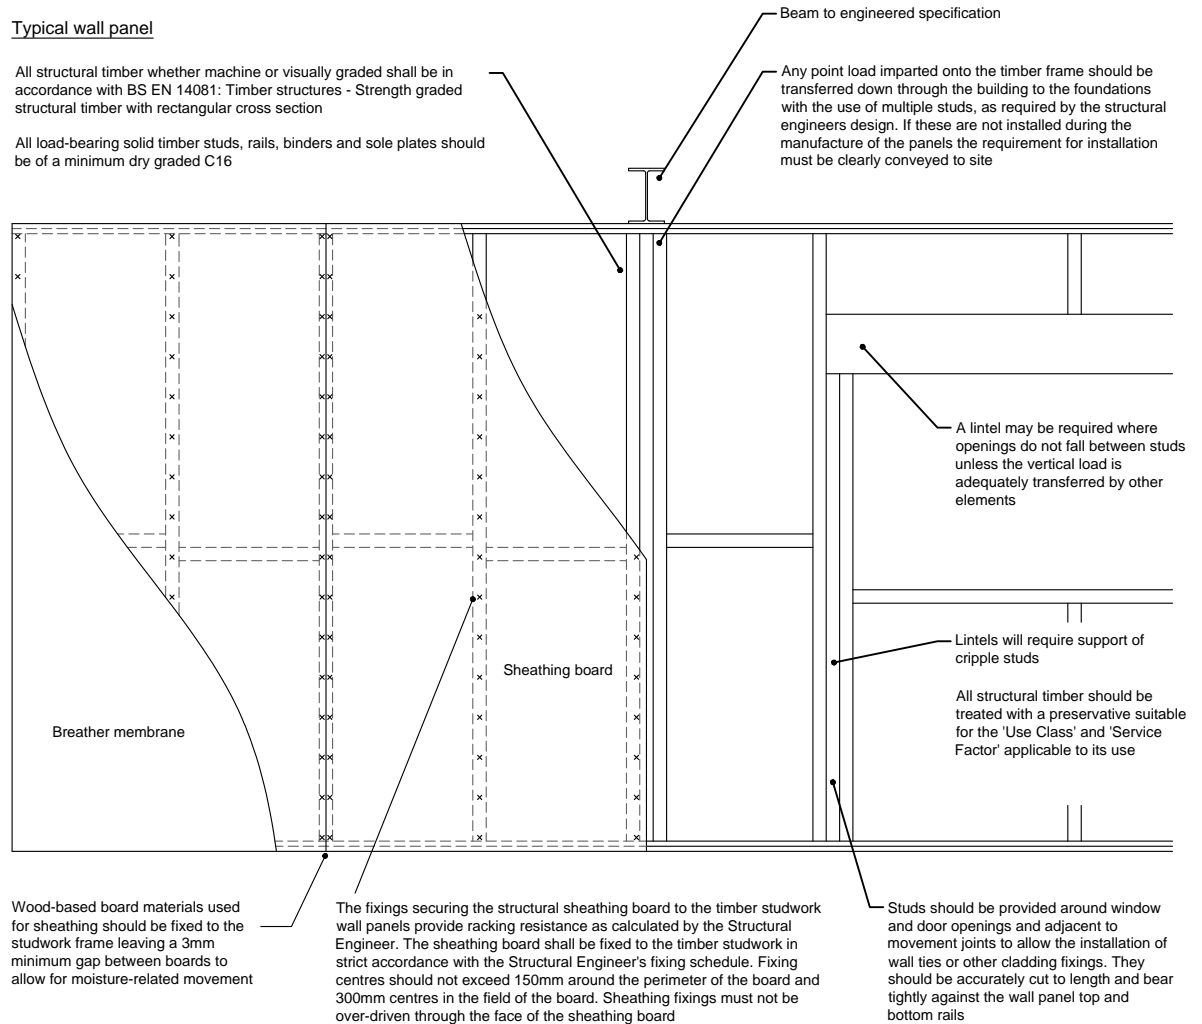 Typical wall panel
All structural timber whether machine or visually graded shall be in
accordance with BS EN 14081: Timber structures - Strength graded
structural timber with rectangular cross section
All load-bearing solid timber studs, rails, binders and sole plates should
be of a minimum dry graded C16
Beam to engineered specification
Any point load imparted onto the timber frame should be
transferred down through the building to the foundations
with the use of multiple studs, as required by the structural
engineers design. If these are not installed during the
manufacture of the panels the requirement for installation
must be clearly conveyed to site
A lintel may be required where
openings do not fall between studs
unless the vertical load is
adequately transferred by other
elements
Lintels will require support of
cripple studs
All structural timber should be
treated with a preservative suitable
for the 'Use Class' and 'Service
Factor' applicable to its use
Sheathing board
Breather membrane
Wood-based board materials used
for sheathing should be fixed to the
studwork frame leaving a 3mm
minimum gap between boards to
allow for moisture-related movement
The fixings securing the structural sheathing board to the timber studwork
wall panels provide racking resistance as calculated by the Structural
Engineer. The sheathing board shall be fixed to the timber studwork in
strict accordance with the Structural Engineer's fixing schedule. Fixing
centres should not exceed 150mm around the perimeter of the board and
300mm centres in the field of the board. Sheathing fixings must not be
over-driven through the face of the sheathing board
Studs should be provided around window
and door openings and adjacent to
movement joints to allow the installation of
wall ties or other cladding fixings. They
should be accurately cut to length and bear
tightly against the wall panel top and
bottom rails